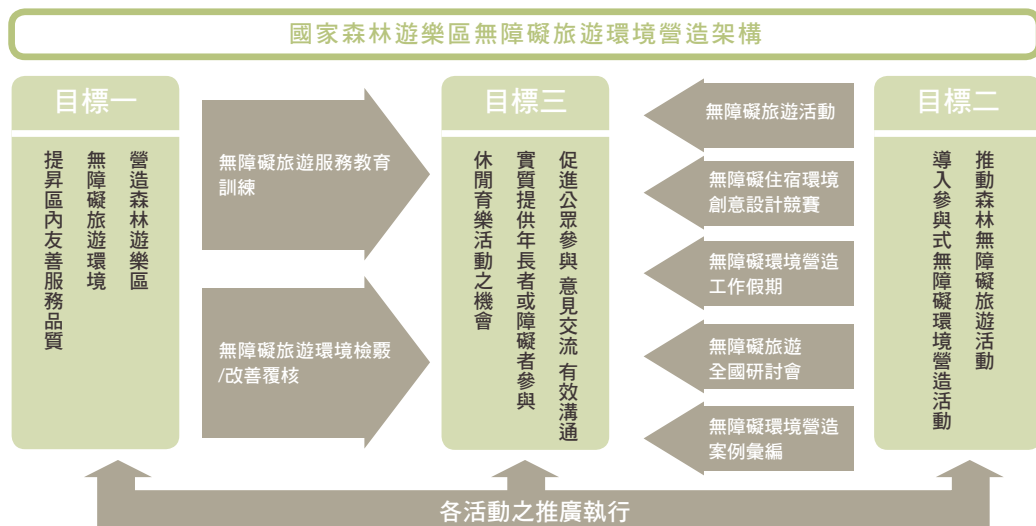 國家森林遊樂區無障礙旅遊環境營造架構
目標一
營造森林遊樂區
無障礙旅遊環境
提昇區內友善服務品質
無障礙旅遊服務教育
訓練
無障礙旅遊環境檢覈
/改善覆核
目標三
促進公眾參與 意見交流 有效溝通
實質提供年長者或障礙者參與
休閒育樂活動之機會
無障礙旅遊活動
無障礙住宿環境
創意設計競賽
無障礙環境營造
工作假期
無障礙旅遊
全國研討會
無障礙環境營造
案例彙編
目標二
推動森林無障礙旅遊活動
導入參與式無障礙環境營造活動
各活動之推廣執行